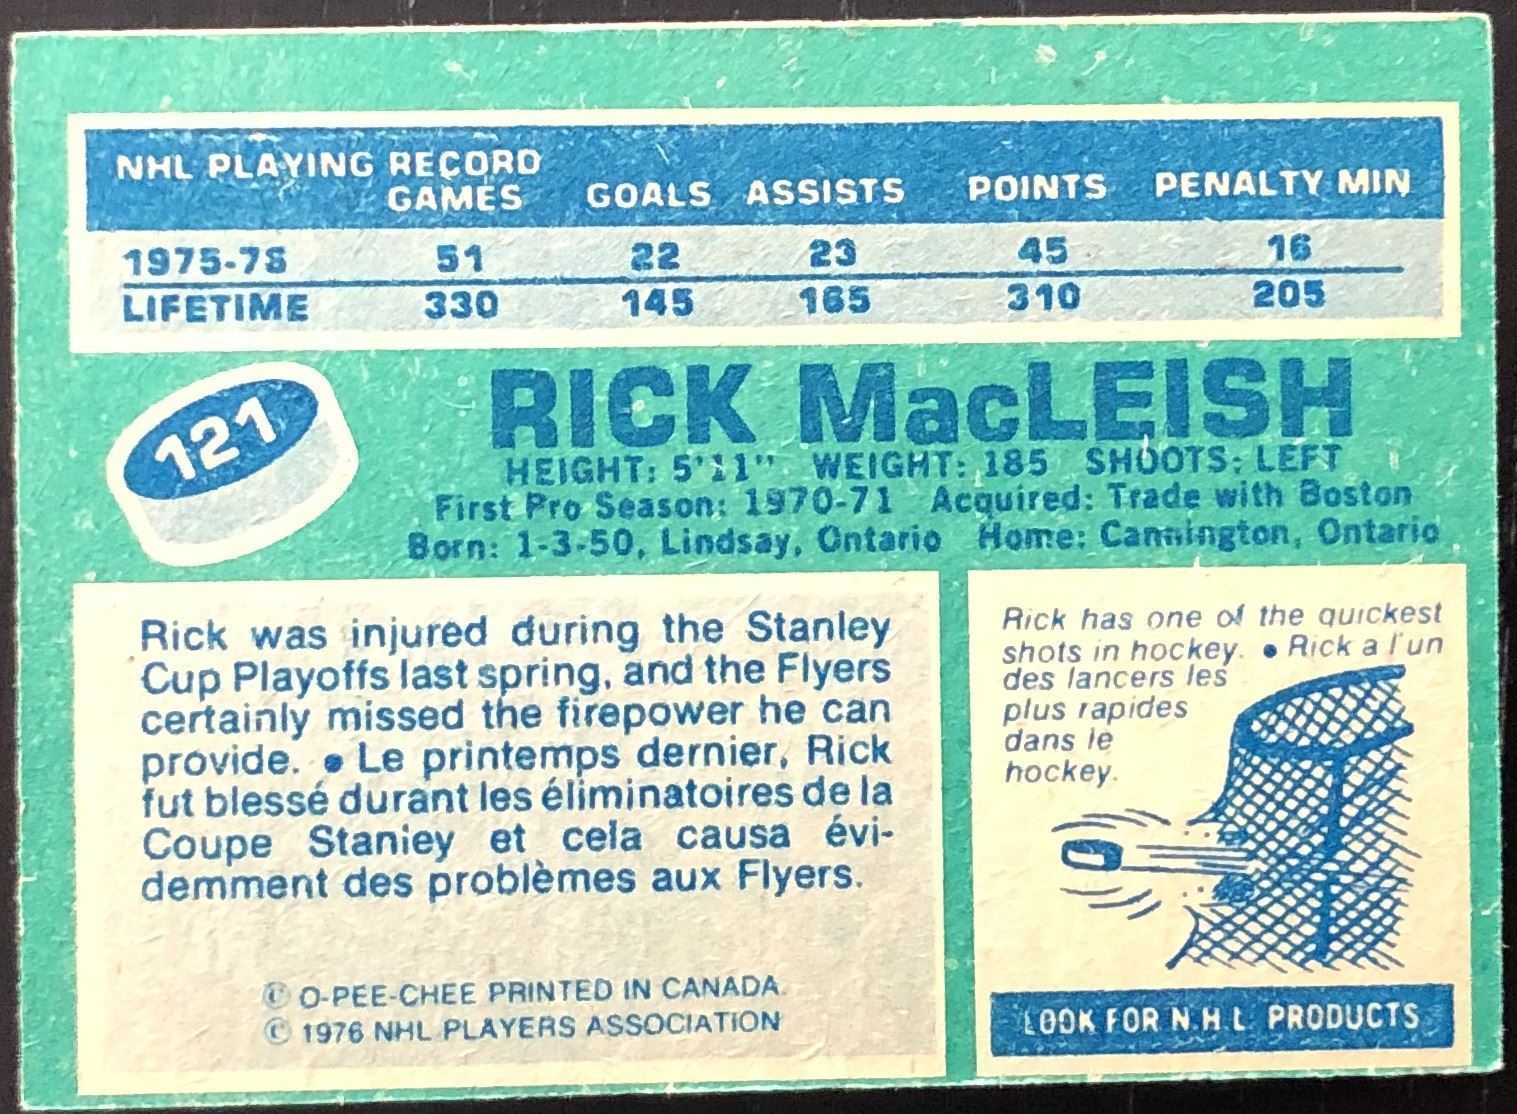 NHL PLAYING RECORD
GAMES GOALS ASSISTS POINTS PENALTY MIN
1975-76 51 22 23 45 16
LIFETIME 330 145 165 310 205
121
RICK MacLEISH
HEIGHT: 5'11" WEIGHT: 185 SHOOTS: LEFT
First Pro Season: 1970-71 Acquired: Trade with Boston
Born: 1-3-50, Lindsay, Ontario Home: Cannington, Ontario
Rick was injured during the Stanley
Cup Playoffs last spring, and the Flyers
certainly missed the firepower he can
provide. • Le printemps dernier, Rick
fut blessé durant les éliminatoires de la
Coupe Stanley et cela causa évi-
demment des problèmes aux Flyers.
© O-PEE-CHEE PRINTED IN CANADA.
© 1976 NHL PLAYERS ASSOCIATION
Rick has one of the quickest
shots in hockey. • Rick a l'un
des lancers les
plus rapides
dans le
hockey.
LOOK FOR N.H.L. PRODUCTS